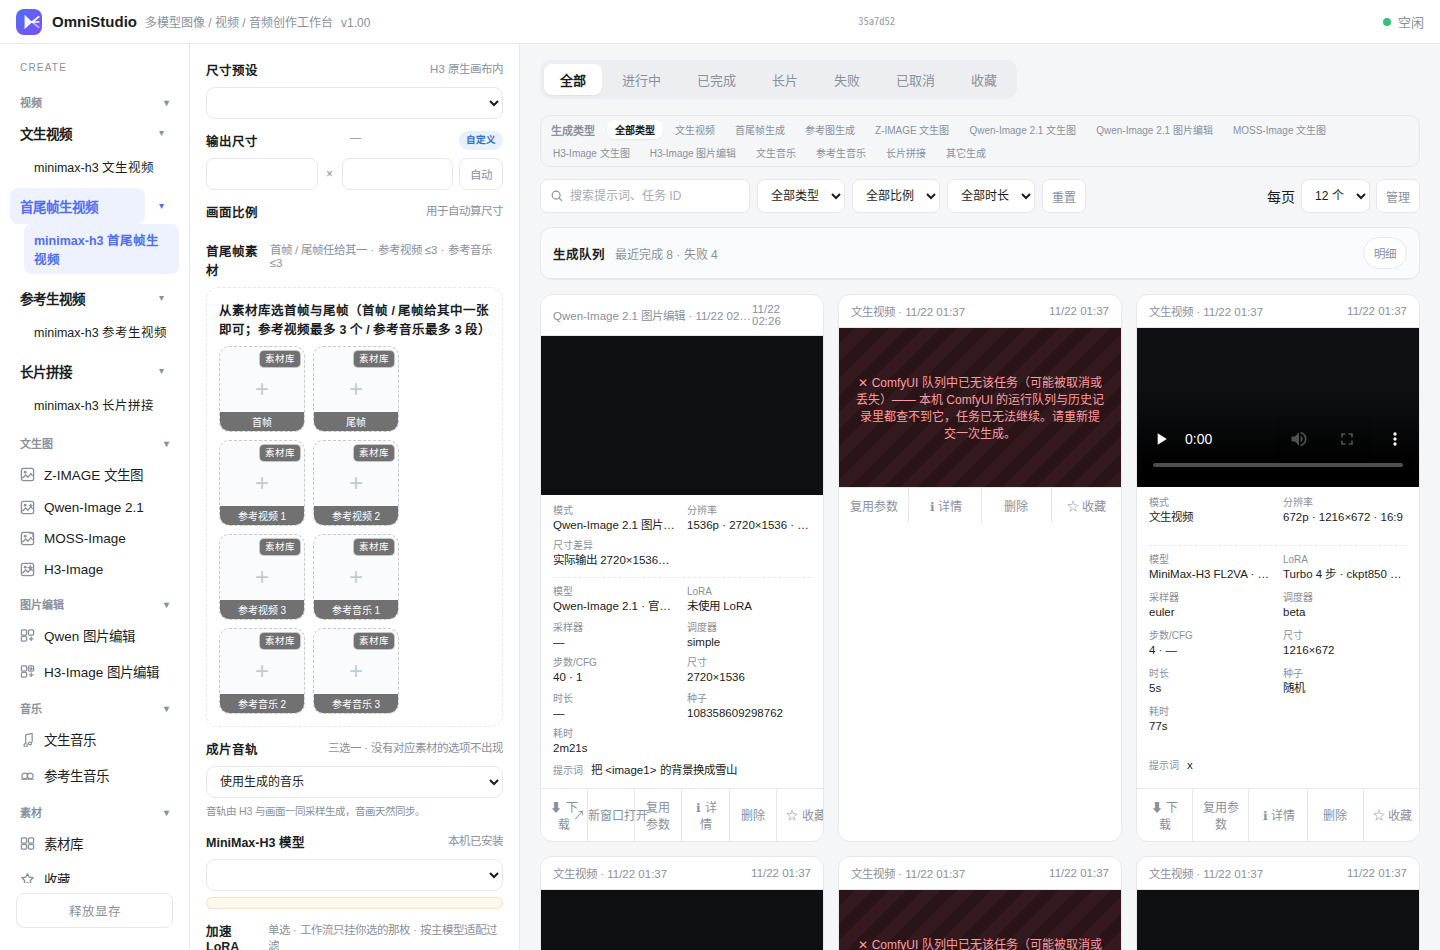 OmniStudio 多模型图像 / 视频 / 音频创作工作台 v1.00
35a7d52
空闲
CREATE
视频
文生视频
minimax-h3 文生视频
首尾帧生视频
minimax-h3 首尾帧生
视频
参考生视频
minimax-h3 参考生视频
长片拼接
minimax-h3 长片拼接
文生图
Z-IMAGE 文生图
Qwen-Image 2.1
MOSS-Image
H3-Image
图片编辑
Qwen 图片编辑
H3-Image 图片编辑
音乐
文生音乐
参考生音乐
素材
素材库
收藏
释放显存
尺寸预设
H3 原生画布内
输出尺寸
—
自定义
×
自动
画面比例
用于自动算尺寸
首尾帧素
材
首帧 / 尾帧任给其一 · 参考视频 ≤3 · 参考音乐
≤3
从素材库选首帧与尾帧（首帧 / 尾帧给其中一张
即可；参考视频最多 3 个 / 参考音乐最多 3 段）
素材库
+
首帧
素材库
+
尾帧
素材库
+
参考视频 1
素材库
+
参考视频 2
素材库
+
参考视频 3
素材库
+
参考音乐 1
素材库
+
参考音乐 2
素材库
+
参考音乐 3
成片音轨
三选一 · 没有对应素材的选项不出现
使用生成的音乐
音轨由 H3 与画面一同采样生成，音画天然同步。
MiniMax-H3 模型
本机已安装
加速
LoRA
单选 · 工作流只挂你选的那枚 · 按主模型适配过
滤
全部 进行中 已完成 长片 失败 已取消 收藏
生成类型 全部类型 文生视频 首尾帧生成 参考图生成 Z-IMAGE 文生图 Qwen-Image 2.1 文生图 Qwen-Image 2.1 图片编辑 MOSS-Image 文生图
H3-Image 文生图 H3-Image 图片编辑 文生音乐 参考生音乐 长片拼接 其它生成
搜索提示词、任务 ID
全部类型
全部比例
全部时长
重置
每页
12 个
管理
生成队列 最近完成 8 · 失败 4
明细
Qwen-Image 2.1 图片编辑 · 11/22 02…
11/22
02:26
模式
Qwen-Image 2.1 图片…
分辨率
1536p · 2720×1536 · …
尺寸差异
实际输出 2720×1536…
模型
Qwen-Image 2.1 · 官…
LoRA
未使用 LoRA
采样器
—
调度器
simple
步数/CFG
40 · 1
尺寸
2720×1536
时长
—
种子
108358609298762
耗时
2m21s
提示词 把 <image1> 的背景换成雪山
⬇ 下
载
↗ 新窗口打开
复用
参数
ℹ 详
情
删除
☆ 收藏
文生视频 · 11/22 01:37
11/22 01:37
✕ ComfyUI 队列中已无该任务（可能被取消或
丢失）—— 本机 ComfyUI 的运行队列与历史记
录里都查不到它，任务已无法继续。请重新提
交一次生成。
复用参数
ℹ 详情
删除
☆ 收藏
文生视频 · 11/22 01:37
11/22 01:37
0:00
模式
文生视频
分辨率
672p · 1216×672 · 16:9
模型
MiniMax-H3 FL2VA · …
LoRA
Turbo 4 步 · ckpt850 …
采样器
euler
调度器
beta
步数/CFG
4 · —
尺寸
1216×672
时长
5s
种子
随机
耗时
77s
提示词 x
⬇ 下
载
复用参
数
ℹ 详情
删除
☆ 收藏
文生视频 · 11/22 01:37
11/22 01:37
文生视频 · 11/22 01:37
11/22 01:37
✕ ComfyUI 队列中已无该任务（可能被取消或
文生视频 · 11/22 01:37
11/22 01:37